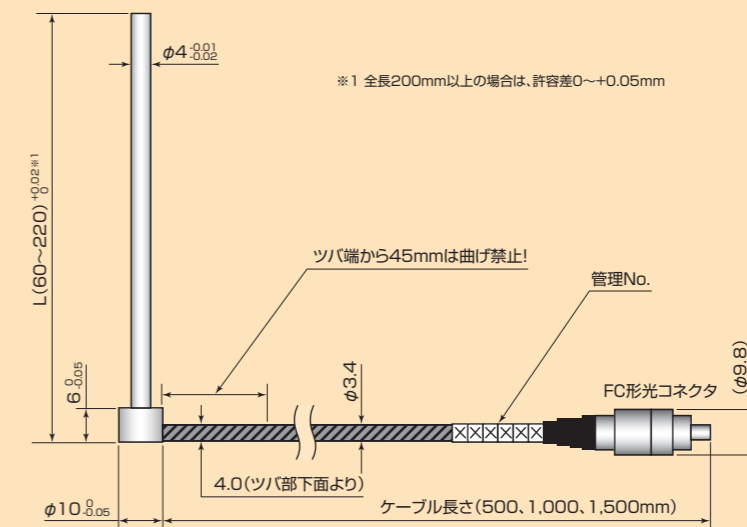 φ4 -0.01 -0.02
※1 全長200mm以上の場合は、許容差0～+0.05mm
L(60～220) +0.02※1 0
ツバ端から45mmは曲げ禁止!
管理No.
6 0 -0.05
φ3.4
FC形光コネクタ
(φ9.8)
4.0(ツバ部下面より)
φ10 0 -0.05
ケーブル長さ(500、1,000、1,500mm)